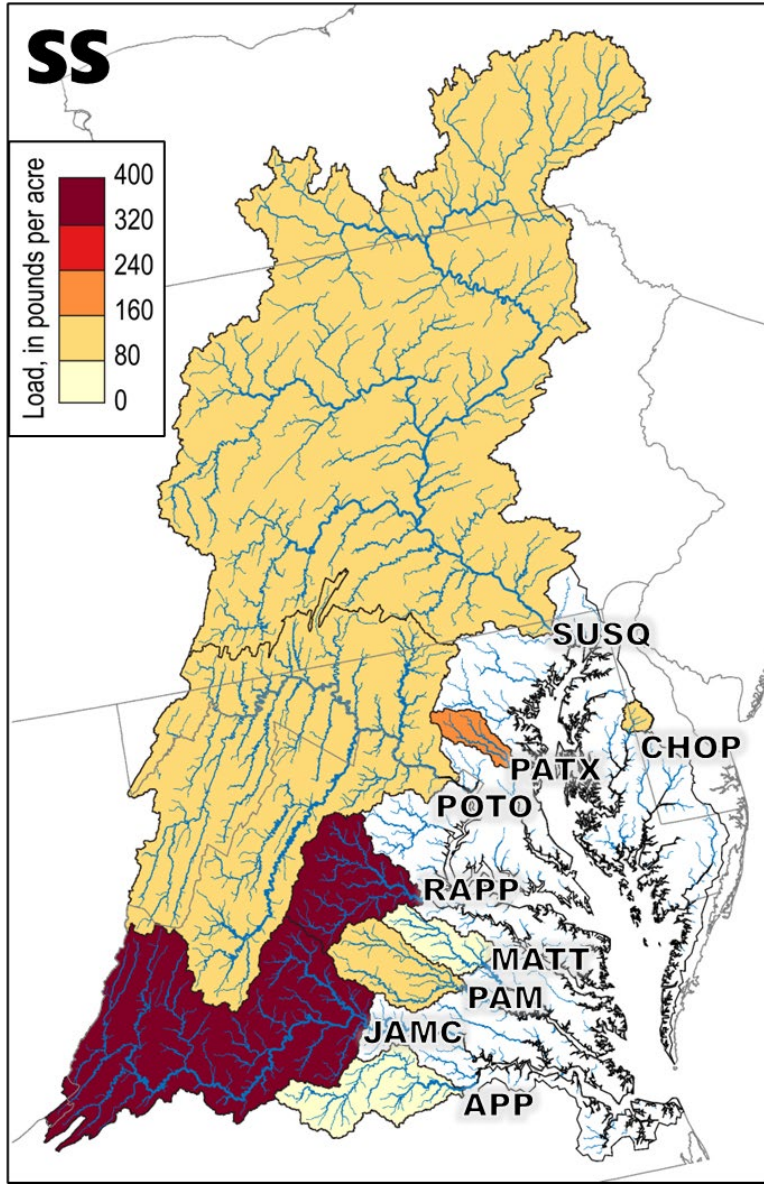 SS
Load, in pounds per acre
400
320
240
160
80
0
SUSQ
CHOP
PATX
POTO
RAPP
MATT
PAM
JAMC
APP